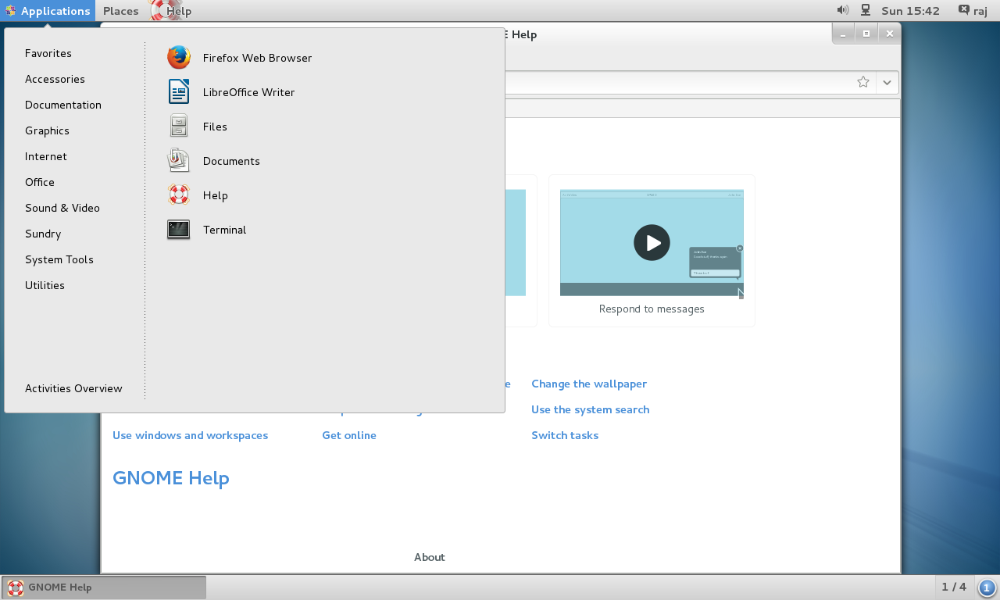 Applications Places Help Sun 15:42 raj
E Help
Favorites
Accessories
Documentation
Graphics
Internet
Office
Sound & Video
Sundry
System Tools
Utilities
Activities Overview
Firefox Web Browser
LibreOffice Writer
Files
Documents
Help
Terminal
Respond to messages
e Change the wallpaper
Use the system search
Use windows and workspaces Get online Switch tasks
GNOME Help
About
GNOME Help 1 / 4 1